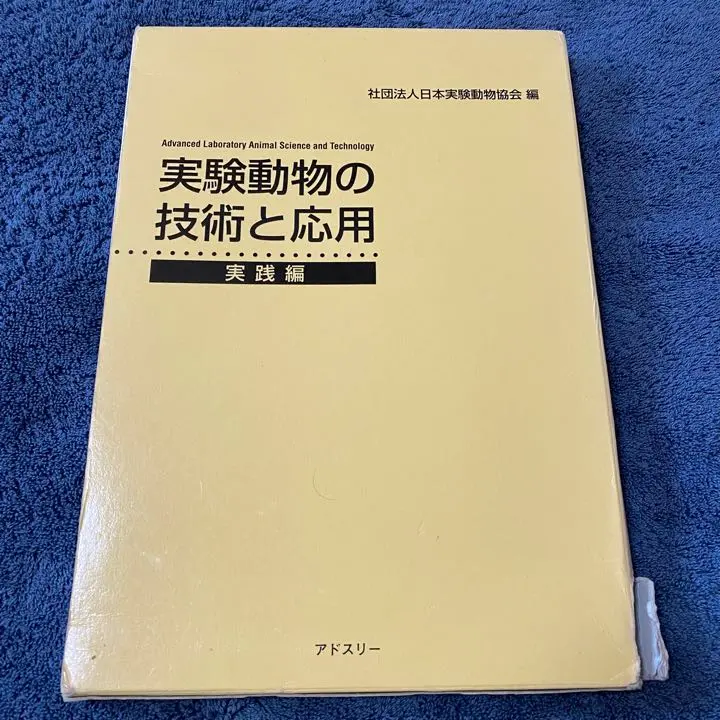 社団法人日本実験動物協会 編
Advanced Laboratory Animal Science and Technology
実験動物の
技術と応用
実践編
アドスリー